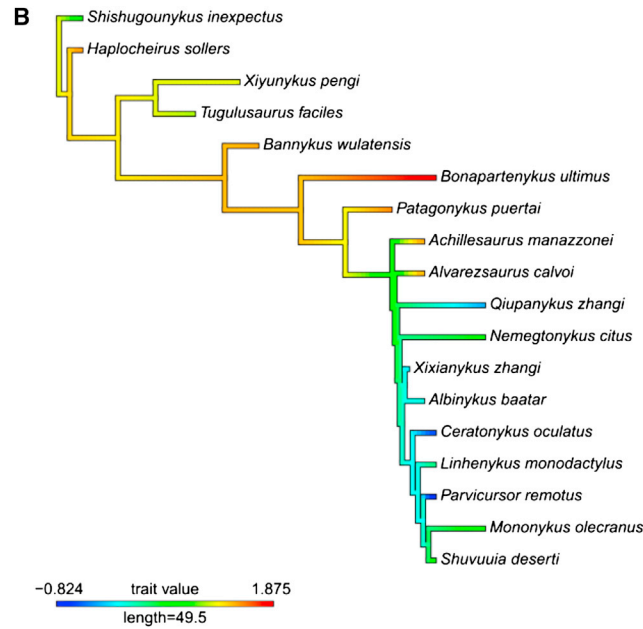 B
Shishugounykus inexpectus
Haplocheirus sollers
Xiyunykus pengi
Tugulusaurus faciles
Bannykus wulatensis
Bonapartenykus ultimus
Patagonykus puertai
Achillesaurus manazzonei
Alvarezsaurus calvoi
Qiupanykus zhangi
Nemegtonykus citus
Xixianykus zhangi
Albinykus baatar
Ceratonykus oculatus
Linhenykus monodactylus
Parvicursor remotus
Mononykus olecranus
Shuvuuia deserti
−0.824 trait value 1.875
length=49.5